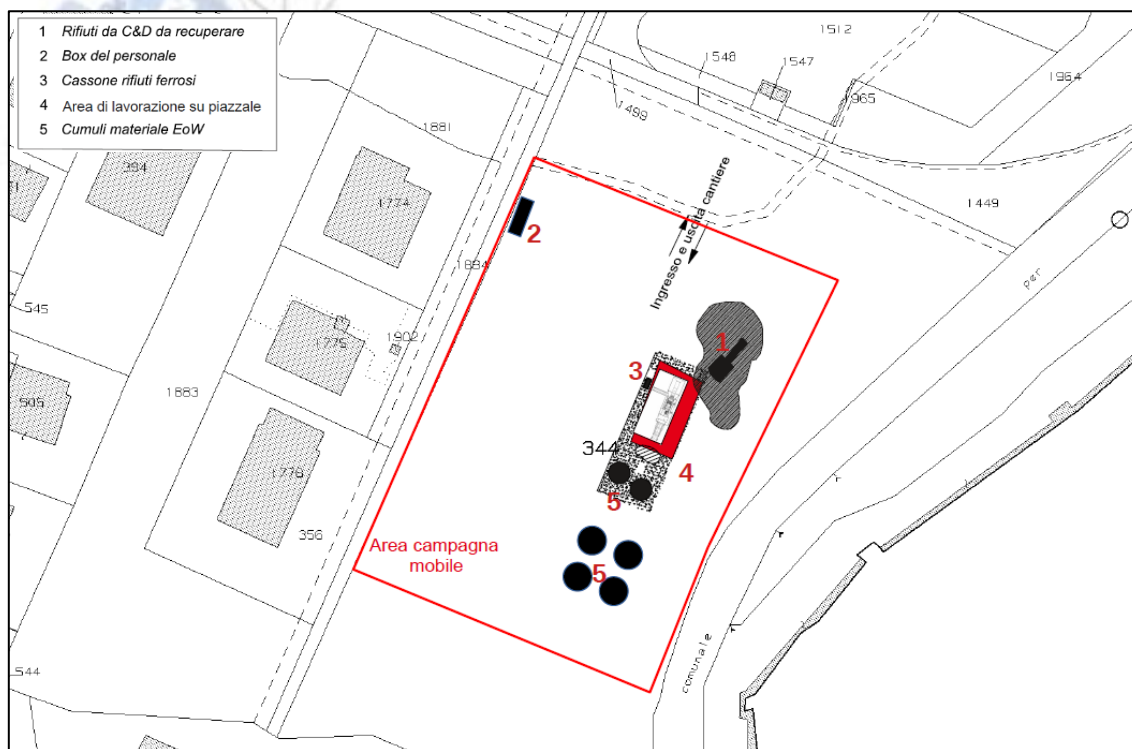 1 Rifiuti da C&D da recuperare
2 Box del personale
3 Cassone rifiuti ferrosi
4 Area di lavorazione su piazzale
5 Cumuli materiale EoW
1512
1548
1547
1964
965
1499
1881
394
1774
1449
Ingresso e uscita cantiere
2
1884
per
545
1775
1902
1
3
1883
505
344
4
1776
5
356
Area campagna
mobile
5
comunale
544